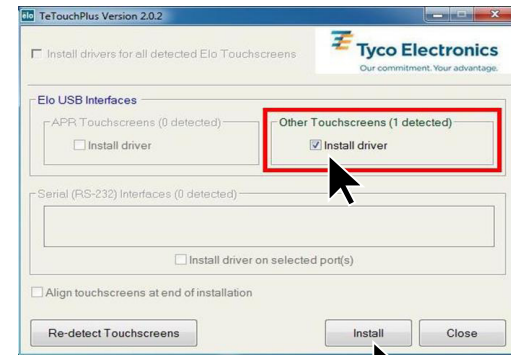 elo TeTouchPlus Version 2.0.2
Install drivers for all detected Elo Touchscreens
Tyco Electronics
Our commitment. Your advantage.
Elo USB Interfaces
APR Touchscreens (0 detected)
Other Touchscreens (1 detected)
Install driver
Install driver
Serial (RS-232) Interfaces (0 detected)
Install driver on selected port(s)
Align touchscreens at end of installation
Re-detect Touchscreens
Install
Close